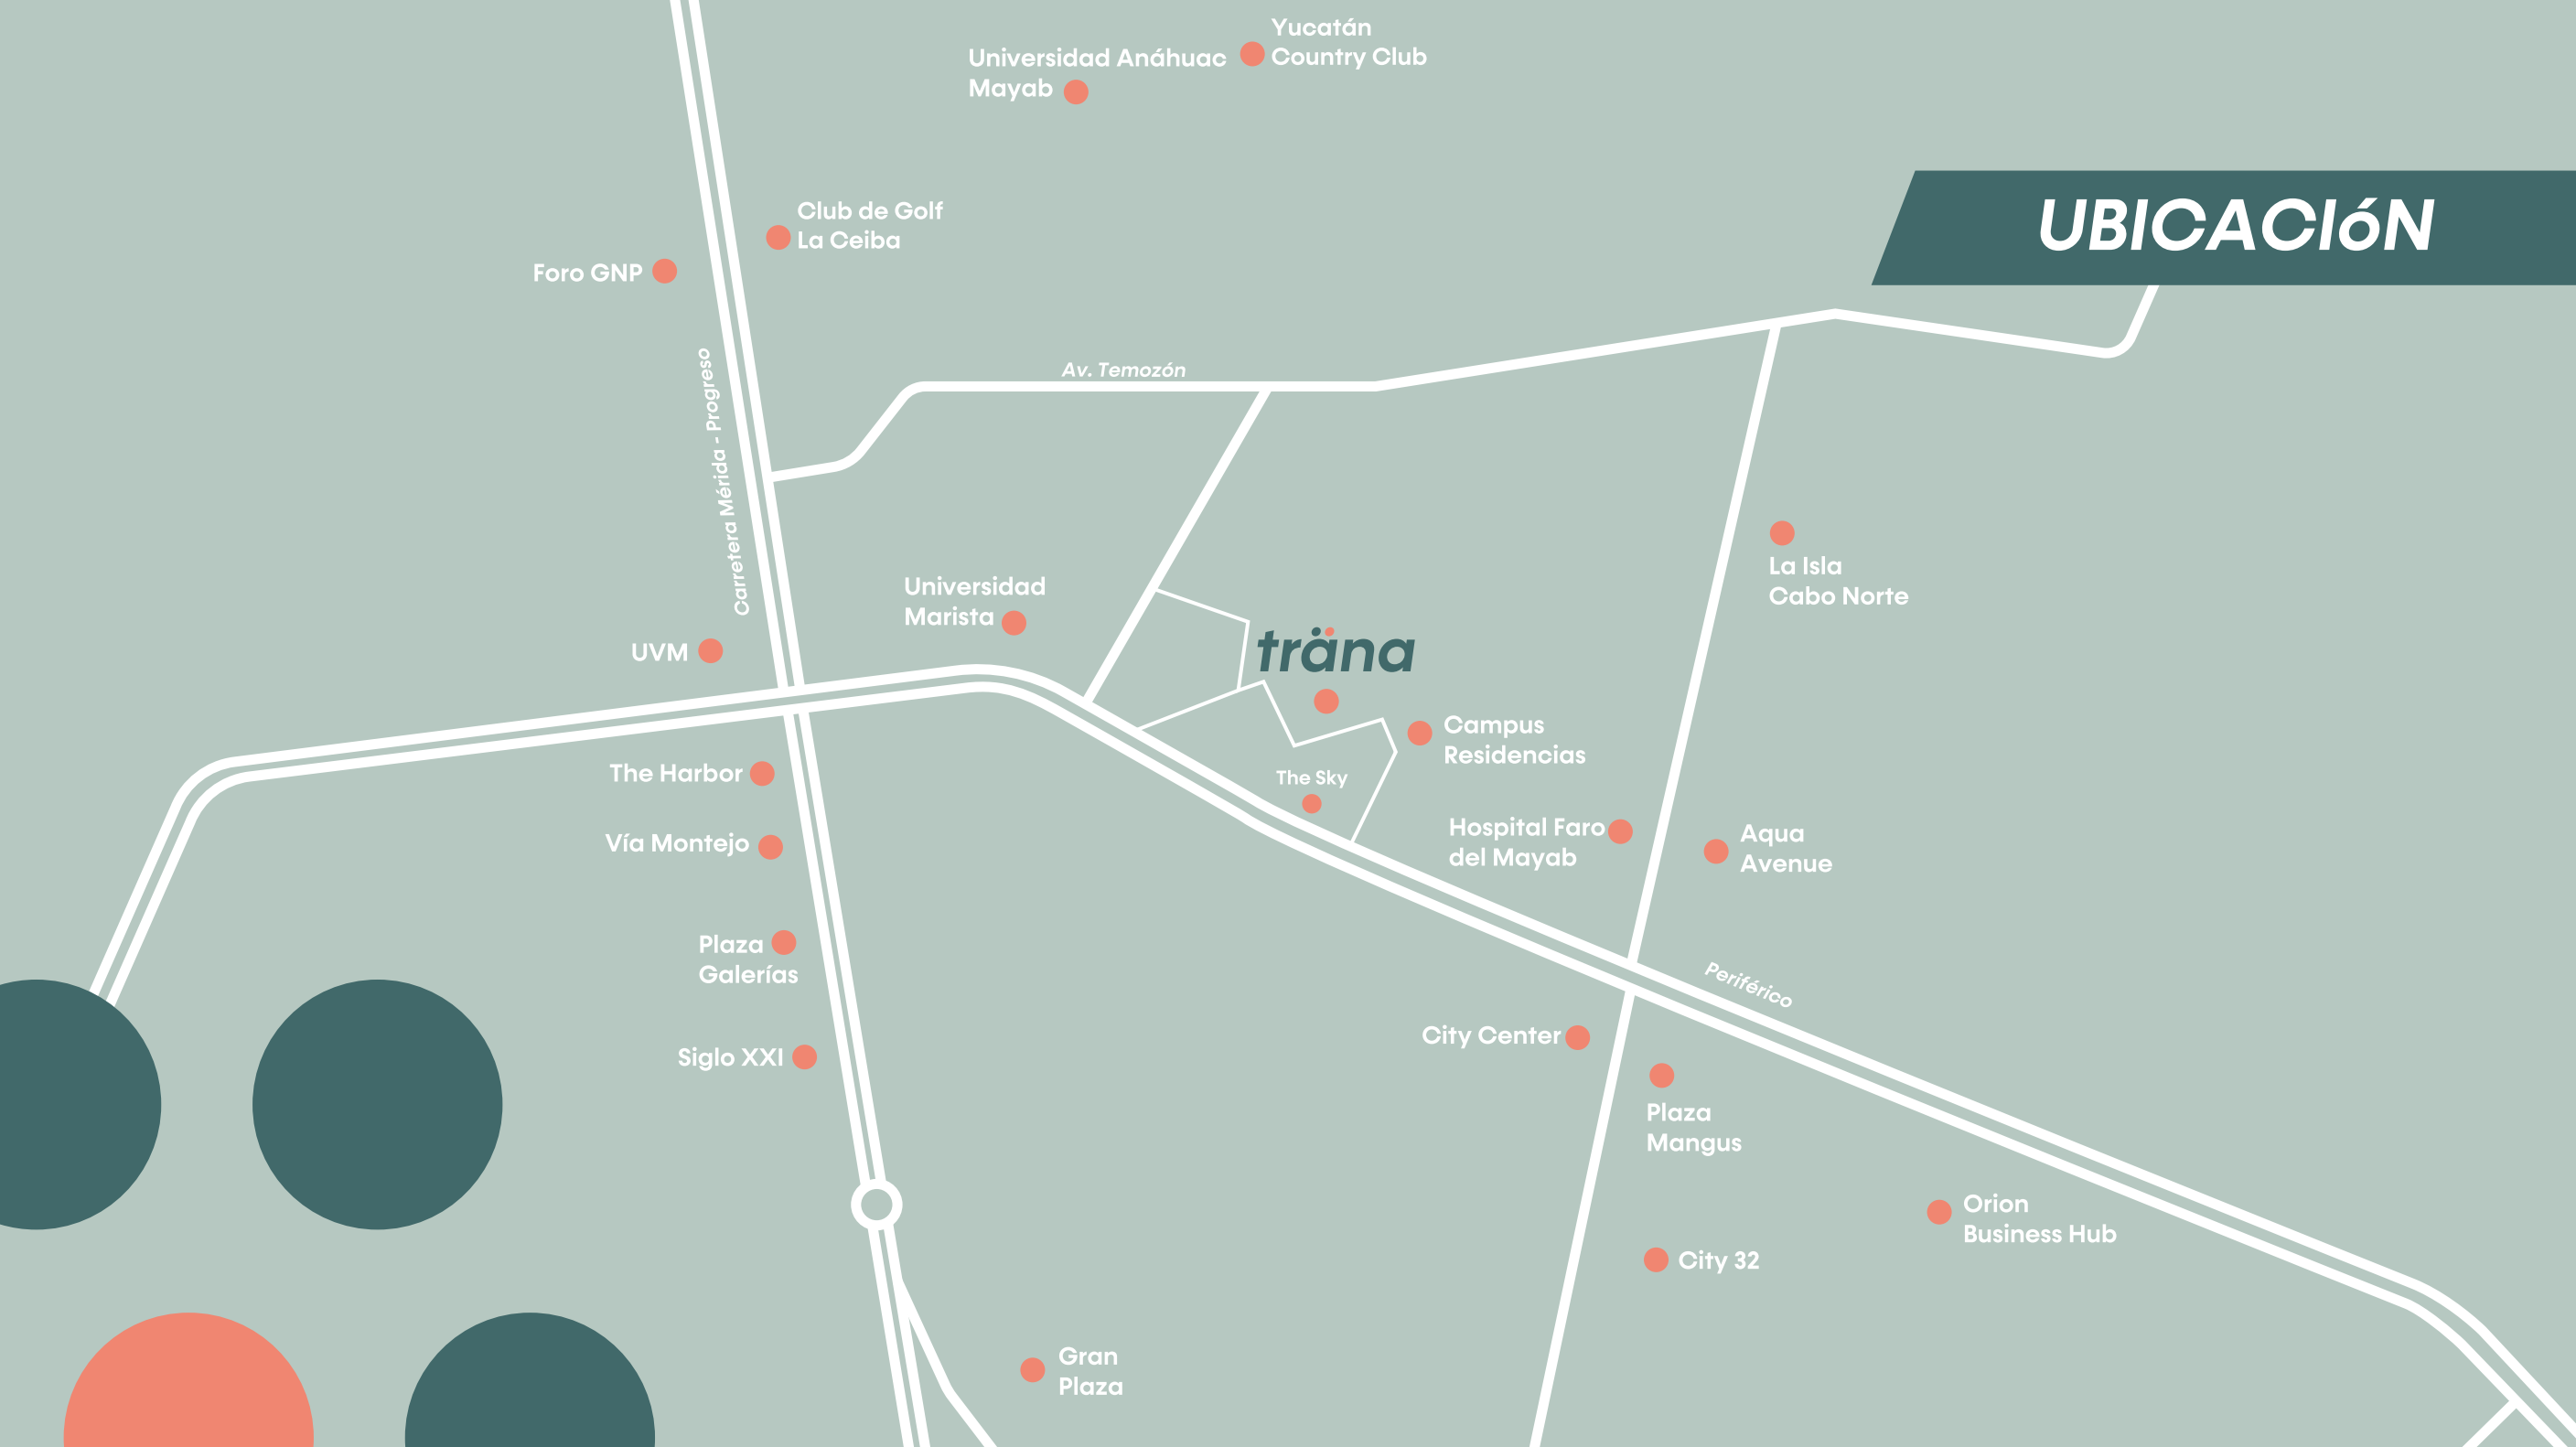 Yucatán
Country Club
Universidad Anáhuac
Mayab
UBICACIóN
Club de Golf
La Ceiba
Foro GNP
Av. Temozón
Carretera Mérida - Progreso
La Isla
Cabo Norte
Universidad
Marista
träna
UVM
Campus
Residencias
The Harbor
The Sky
Vía Montejo
Hospital Faro
del Mayab
Aqua
Avenue
Plaza
Galerías
Periférico
City Center
Siglo XXI
Plaza
Mangus
Orion
Business Hub
City 32
Gran
Plaza